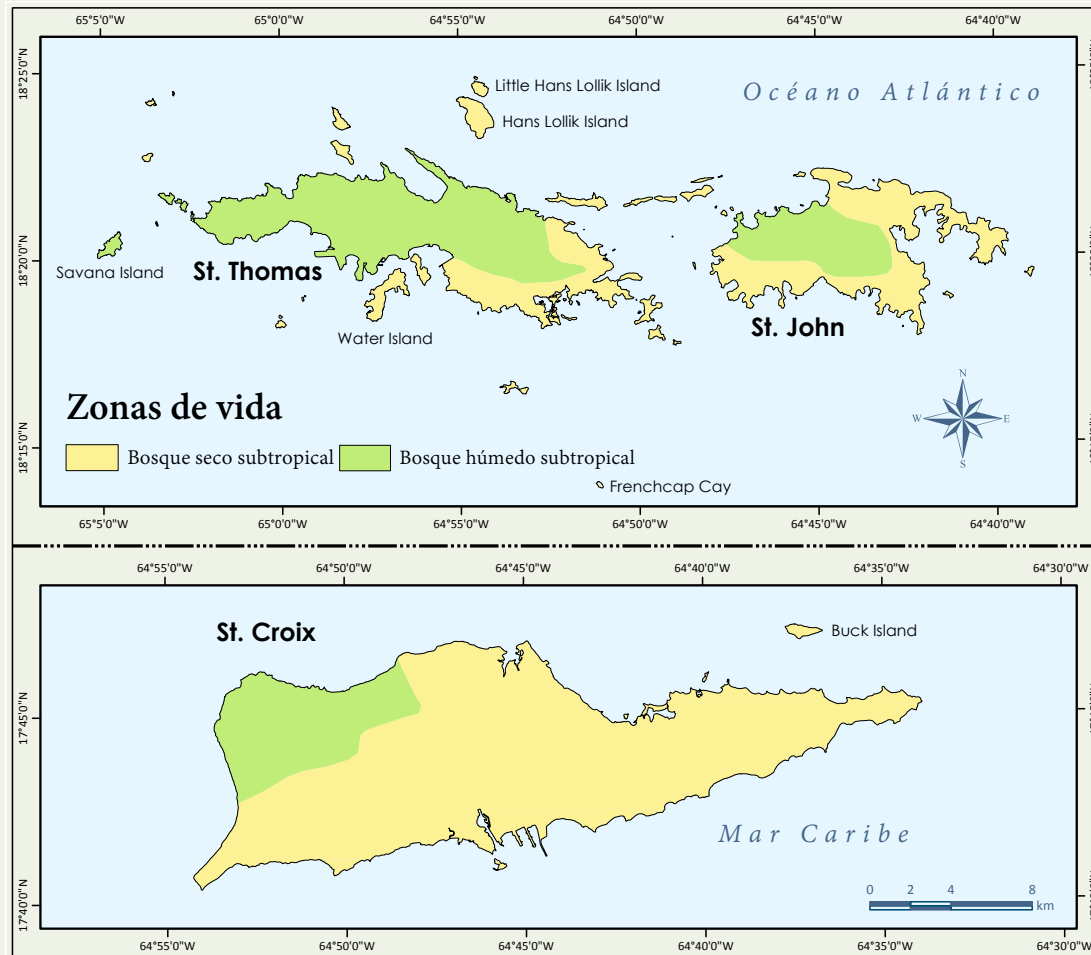 65°5'0"W 65°0'0"W 64°55'0"W 64°50'0"W 64°45'0"W 64°40'0"W
18°25'0"N
Little Hans Lollik Island
Océano Atlántico
Hans Lollik Island
18°20'0"N
Savana Island
St. Thomas
Water Island
St. John
N
W E
S
Zonas de vida
Bosque seco subtropical Bosque húmedo subtropical
18°15'0"N
Frenchcap Cay
65°5'0"W 65°0'0"W 64°55'0"W 64°50'0"W 64°45'0"W 64°40'0"W
64°55'0"W 64°50'0"W 64°45'0"W 64°40'0"W 64°35'0"W 64°30'0"W
St. Croix
Buck Island
17°45'0"N
Mar Caribe
0 2 4 8
km
17°40'0"N
64°55'0"W 64°50'0"W 64°45'0"W 64°40'0"W 64°35'0"W 64°30'0"W